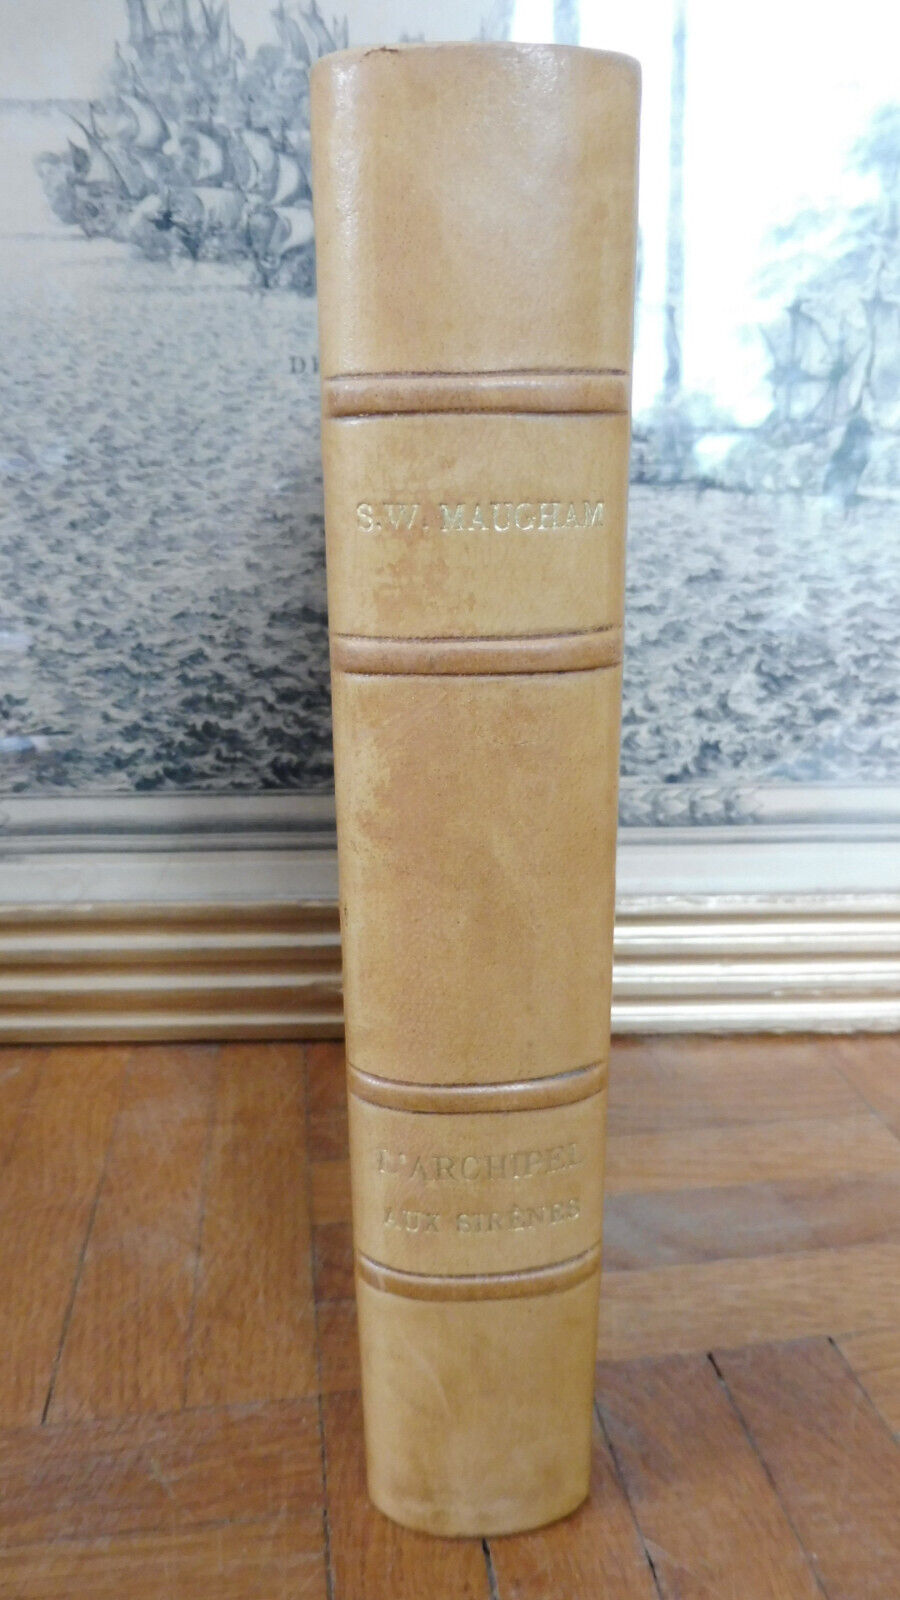 S.W. MAUGHAM
L'ARCHIPEL
AUX SIRÈNES